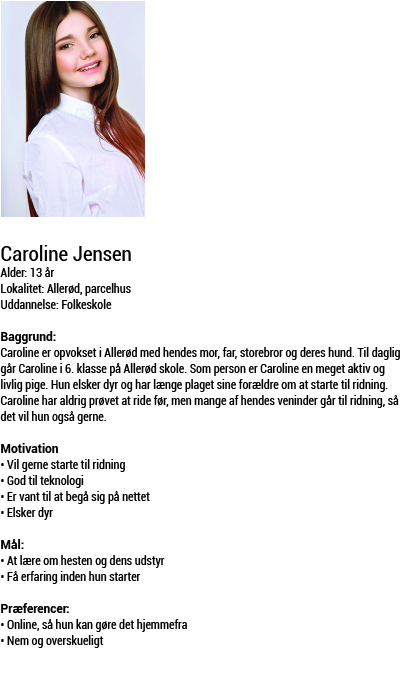 Caroline Jensen
Alder: 13 år
Lokalitet: Allerød, parcelhus
Uddannelse: Folkeskole
Baggrund:
Caroline er opvokset i Allerød med hendes mor, far, storebror og deres hund. Til daglig
går Caroline i 6. klasse på Allerød skole. Som person er Caroline en meget aktiv og
livlig pige. Hun elsker dyr og har længe plaget sine forældre om at starte til ridning.
Caroline har aldrig prøvet at ride før, men mange af hendes veninder går til ridning, så
det vil hun også gerne.
Motivation
• Vil gerne starte til ridning
• God til teknologi
• Er vant til at begå sig på nettet
• Elsker dyr
Mål:
• At lære om hesten og dens udstyr
• Få erfaring inden hun starter
Præferencer:
• Online, så hun kan gøre det hjemmefra
• Nem og overskueligt